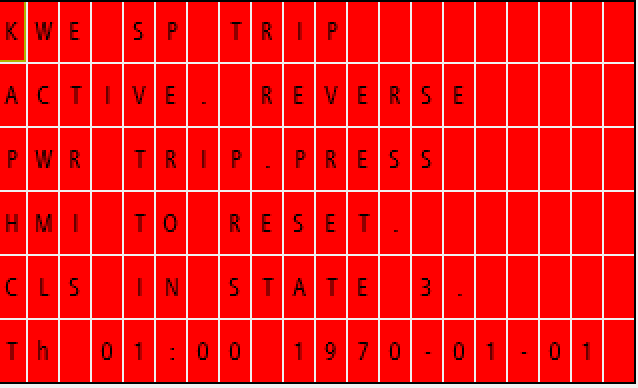 KWE SP TRIP
ACTIVE. REVERSE
PWR TRIP.PRESS
HMI TO RESET.
CLS IN STATE 3.
Th 01:00 1970-01-01